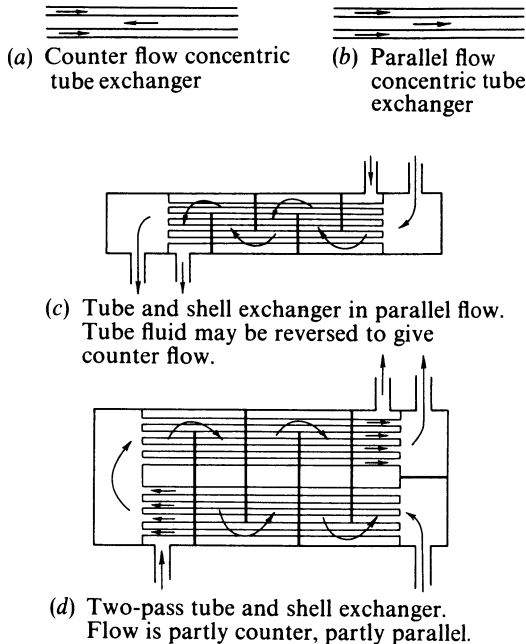 (a) Counter flow concentric
tube exchanger
(b) Parallel flow
concentric tube
exchanger
(c) Tube and shell exchanger in parallel flow.
Tube fluid may be reversed to give
counter flow.
(d) Two-pass tube and shell exchanger.
Flow is partly counter, partly parallel.